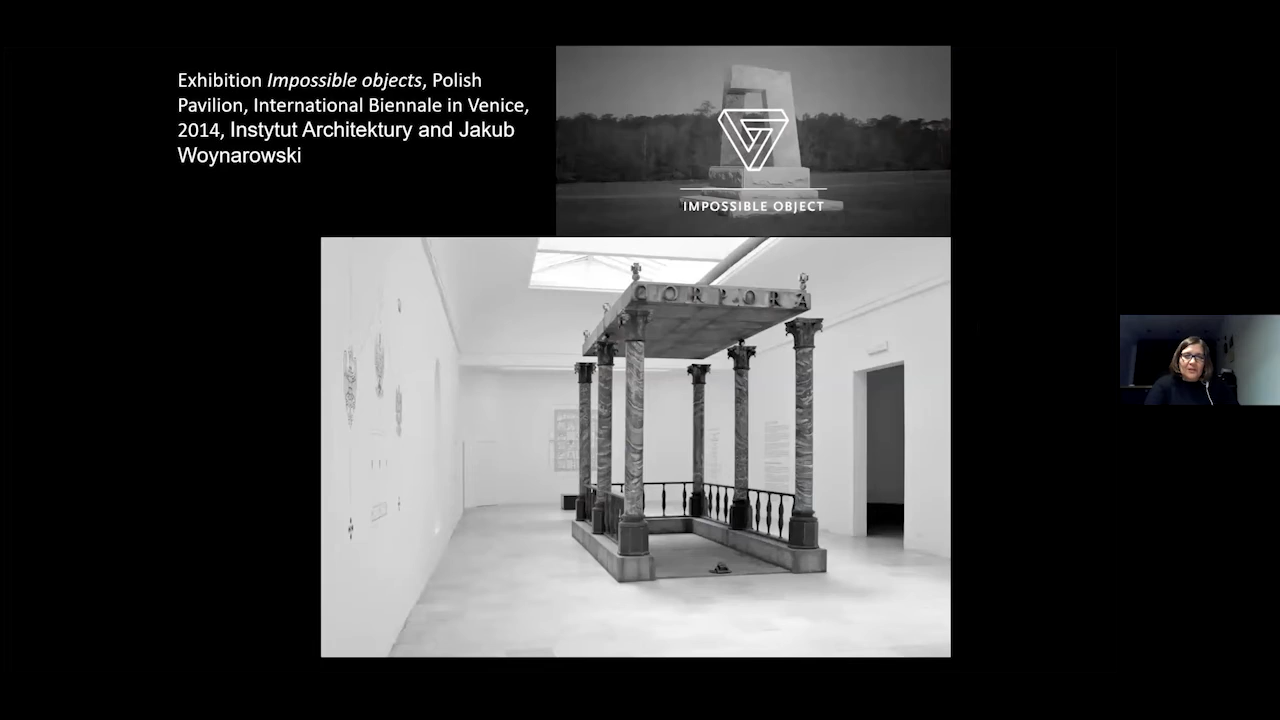 Exhibition Impossible objects, Polish
Pavilion, International Biennale in Venice,
2014, Instytut Architektury and Jakub
Woynarowski
IMPOSSIBLE OBJECT
CORPORA